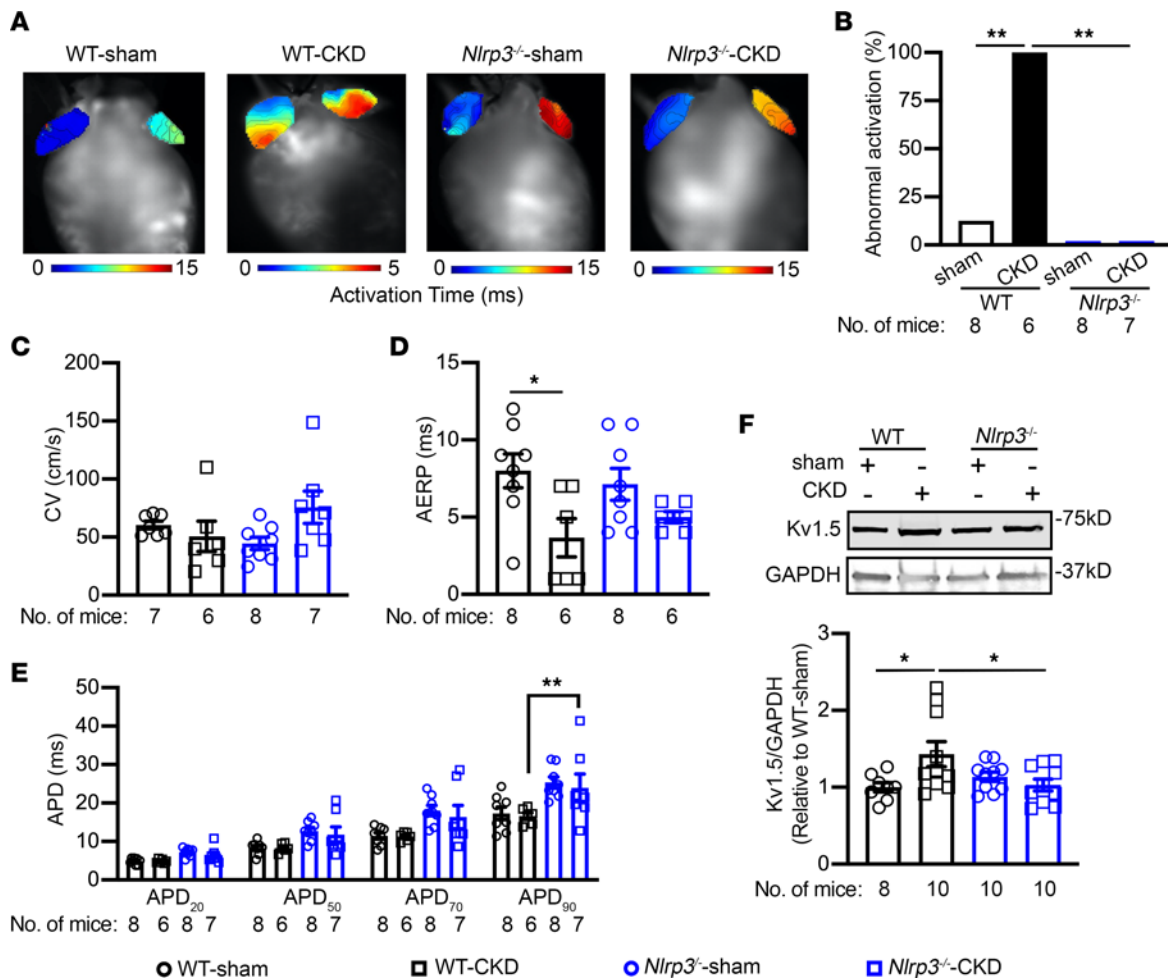 A
WT-sham
WT-CKD
Nlrp3-/--sham
Nlrp3-/--CKD
0 15
0 5
0 15
0 15
Activation Time (ms)
B
Abnormal activation (%)
100
75
50
25
0
** **
sham CKD sham CKD
WT Nlrp3-/-
No. of mice: 8 6 8 7
C
CV (cm/s)
200
150
100
50
0
No. of mice: 7 6 8 7
D
AERP (ms)
15
10
5
0
*
No. of mice: 8 6 8 6
E
APD (ms)
50
40
30
20
10
0
**
APD20 APD50 APD70 APD90
No. of mice: 8 6 8 7 8 6 8 7 8 6 8 7 8 6 8 7
F
WT Nlrp3-/-
sham + - + -
CKD - + - +
Kv1.5 -75kD
GAPDH -37kD
Kv1.5/GAPDH
(Relative to WT-sham)
3
2
1
0
* *
No. of mice: 8 10 10 10
WT-sham WT-CKD Nlrp3/--sham Nlrp3-/--CKD